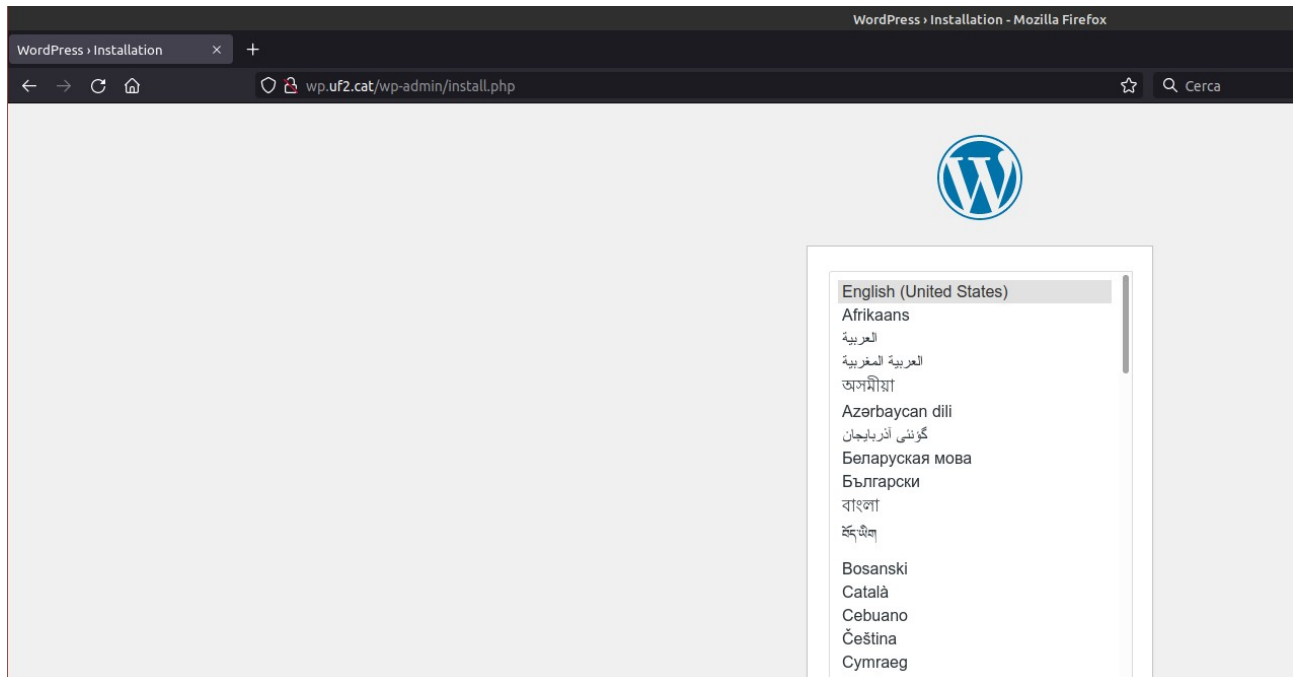 WordPress › Installation - Mozilla Firefox
WordPress › Installation
wp.uf2.cat/wp-admin/install.php
Cerca
English (United States)
Afrikaans
العربية
العربية المغربية
অসমীয়া
Azərbaycan dili
گؤنئی آذربایجان
Беларуская мова
Български
বাংলা
བོད་ཡིག
Bosanski
Català
Cebuano
Čeština
Cymraeg